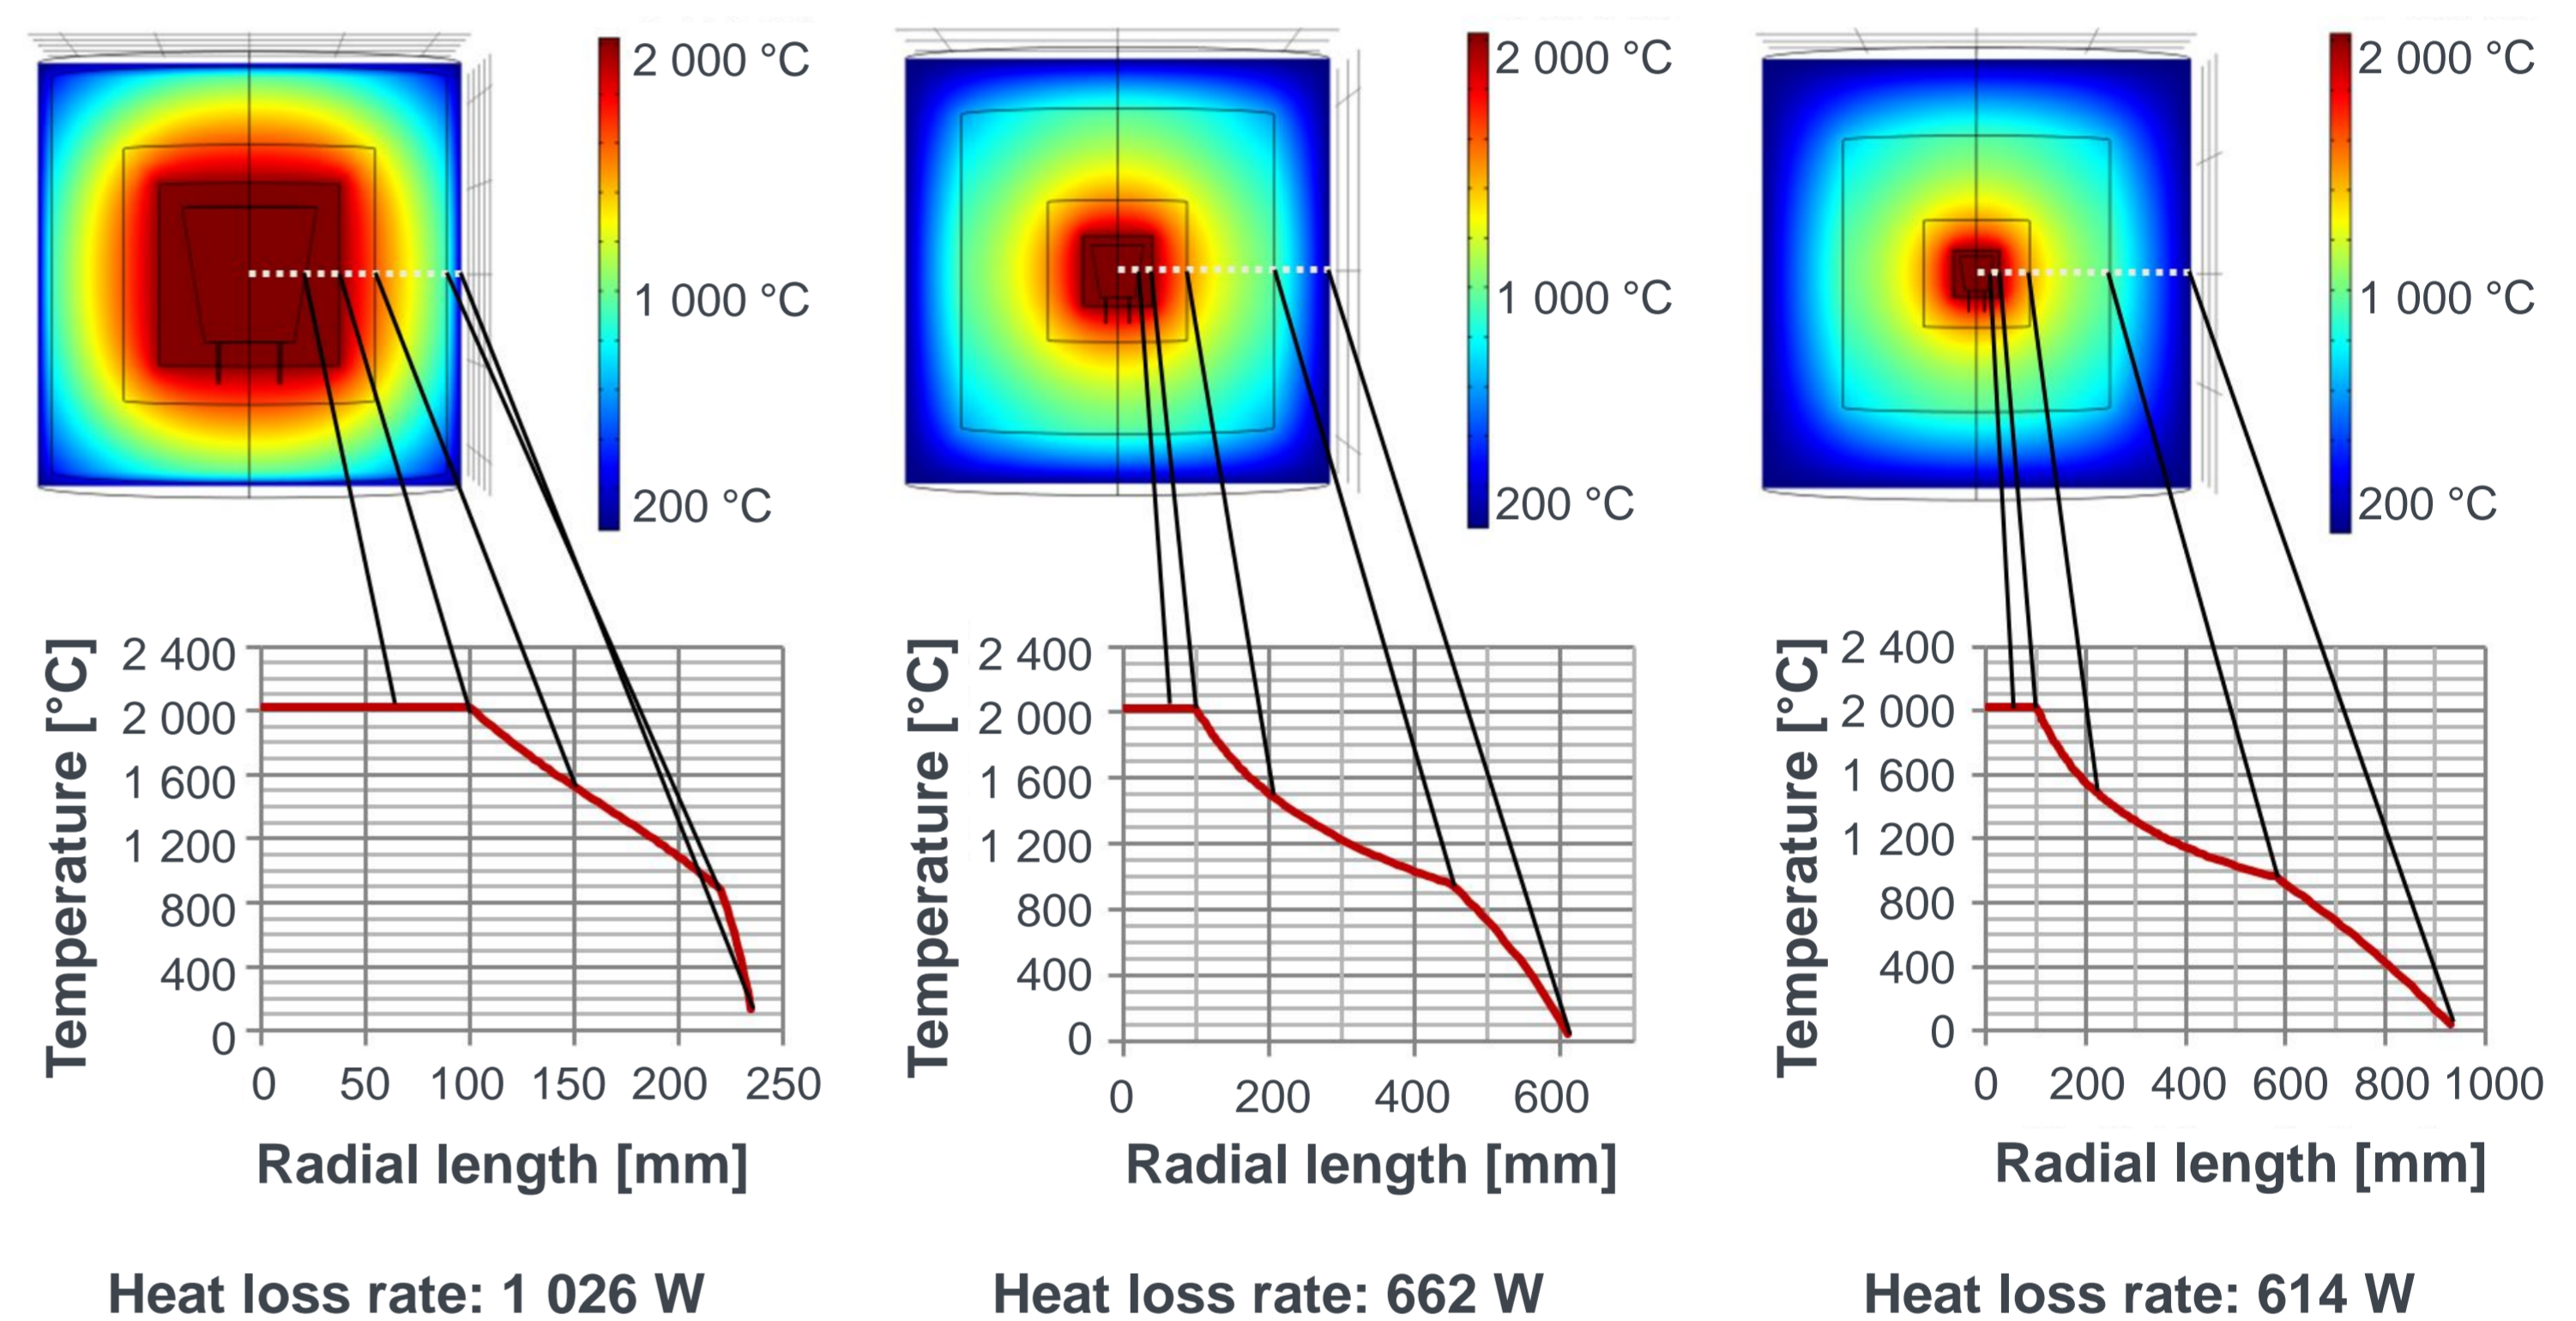 2 000 °C
1 000 °C
200 °C
2 000 °C
1 000 °C
200 °C
2 000 °C
1 000 °C
200 °C
Temperature [°C]
2 400
2 000
1 600
1 200
800
400
0
0 50 100 150 200 250
Radial length [mm]
Heat loss rate: 1 026 W
Temperature [°C]
2 400
2 000
1 600
1 200
800
400
0
0 200 400 600
Radial length [mm]
Heat loss rate: 662 W
Temperature [°C]
2 400
2 000
1 600
1 200
800
400
0
0 200 400 600 800 1000
Radial length [mm]
Heat loss rate: 614 W